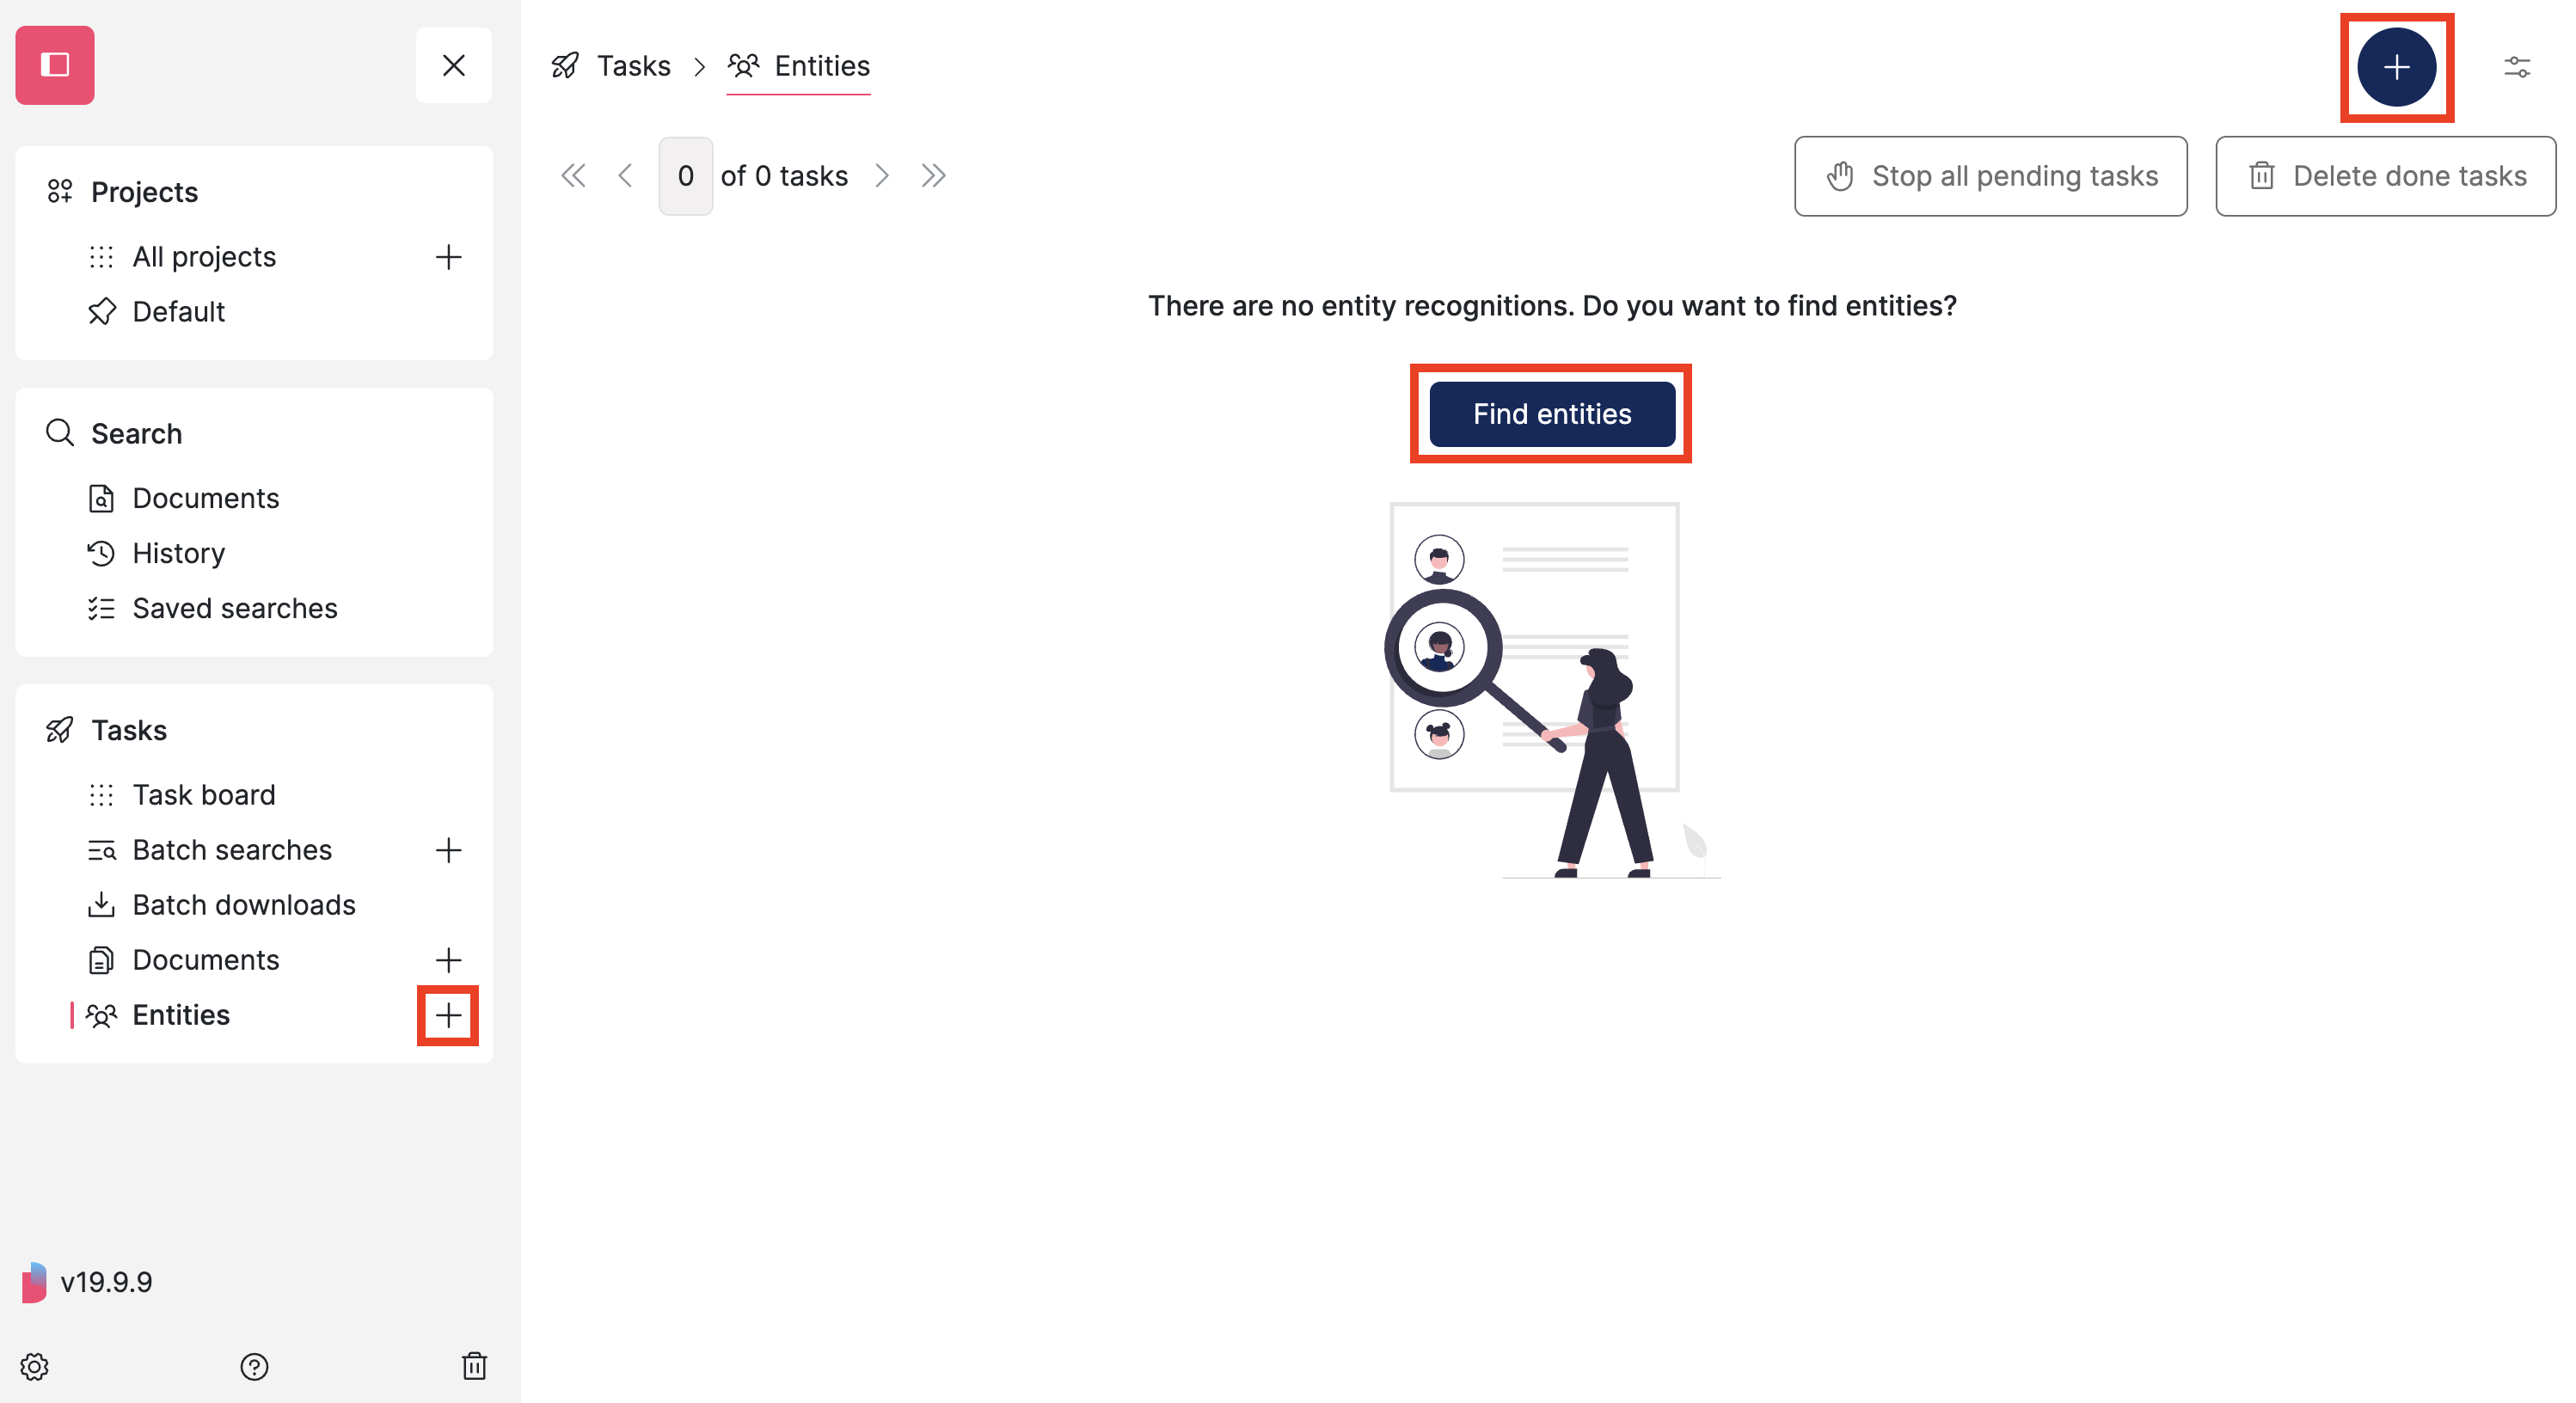 Projects
All projects
Default
Search
Documents
History
Saved searches
Tasks
Task board
Batch searches
Batch downloads
Documents
Entities
v19.9.9
Tasks > Entities
0 of 0 tasks
Stop all pending tasks
Delete done tasks
There are no entity recognitions. Do you want to find entities?
Find entities